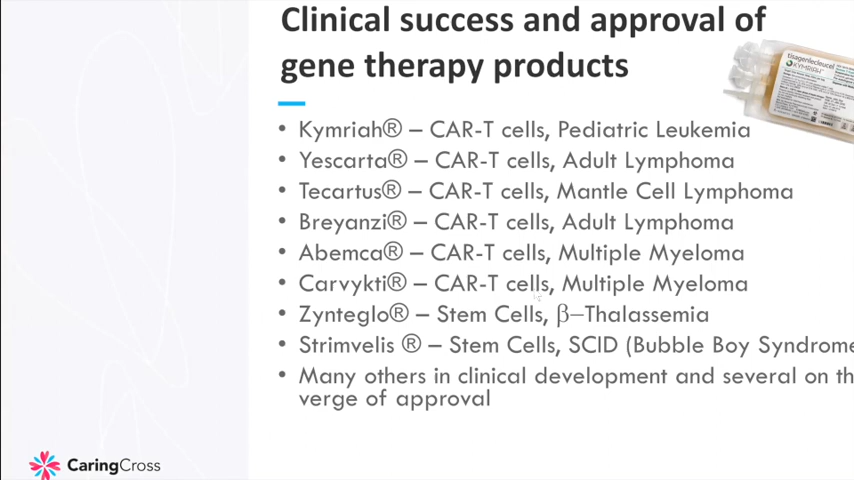 Clinical success and approval of
gene therapy products
tisagenlecleucel
KYMRIAH
• Kymriah® – CAR-T cells, Pediatric Leukemia
• Yescarta® – CAR-T cells, Adult Lymphoma
• Tecartus® – CAR-T cells, Mantle Cell Lymphoma
• Breyanzi® – CAR-T cells, Adult Lymphoma
• Abemca® – CAR-T cells, Multiple Myeloma
• Carvykti® – CAR-T cells, Multiple Myeloma
• Zynteglo® – Stem Cells, β–Thalassemia
• Strimvelis ® – Stem Cells, SCID (Bubble Boy Syndrome
• Many others in clinical development and several on th
verge of approval
CaringCross